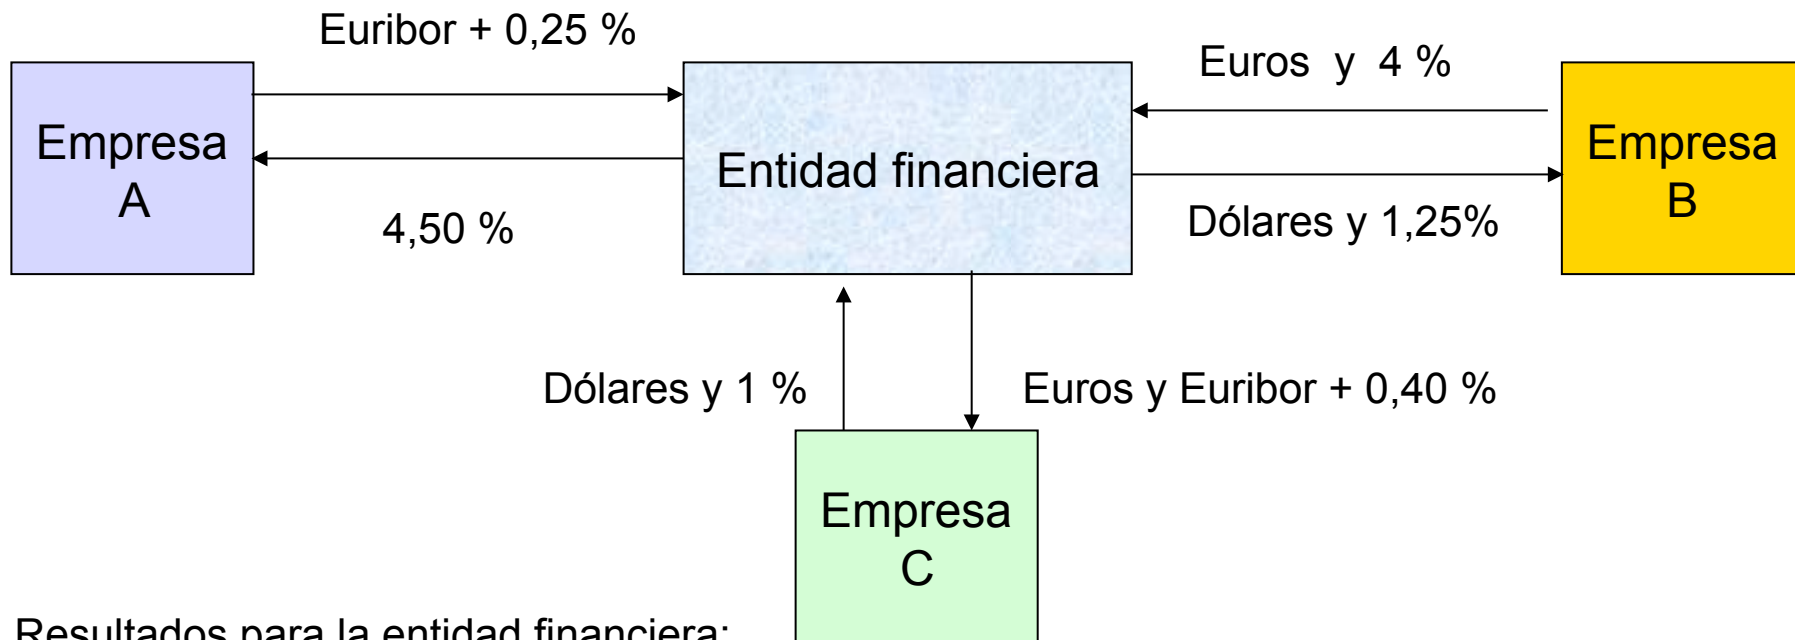 Euribor + 0,25 %
Euros y 4 %
Empresa
A
Entidad financiera
Empresa
B
4,50 %
Dólares y 1,25%
Dólares y 1 %
Euros y Euribor + 0,40 %
Empresa
C
Resultados para la entidad financiera: